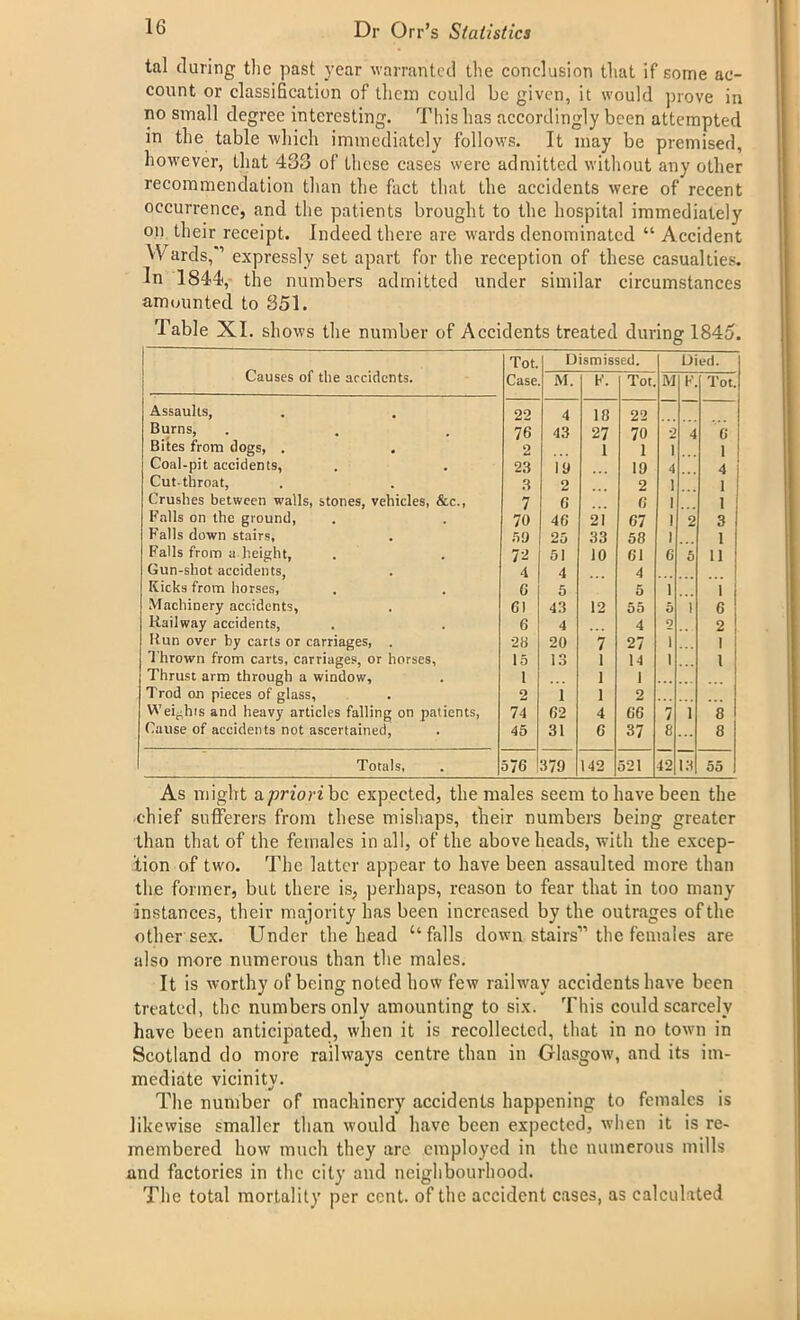 16
Dr Orr's Statistics
tal during the past year warranted the conclusion that if some ac-
count or classification of them could be given, it would prove in
no small degree interesting. This has accordingly been attempted
in the table which immediately follows. It may be premised,
however, that 433 of these cases were admitted without any other
recommendation than the fact that the accidents were of recent
occurrence, and the patients brought to the hospital immediately
on their receipt. Indeed there are wards denominated “ Accident
Wards,” expressly set apart for the reception of these casualties.
In 1844, the numbers admitted under similar circumstances
amounted to 351.
Table XI. shows the number of Accidents treated during 1845.
Causes of the accidents. Tot. Case. Dismissed. Died.
M. F. Tot. M F. Tot.
Assaults, . . 22 4 18 22 ... ... ...
Burns, . . . 76 43 27 70 2 4 6
Bites from dogs, . . 2 ... 1 1 1 ... 1
Coal-pit accidents, . . 23 19 ... 19 4 ... 4
Cut-throat, . . 3 2 ... 2 1 ... 1
Crushes between walls, stones, vehicles, &c., 7 6 ... 6 1 ... 1
Falls on the ground, . . 70 46 21 67 1 2 3
Falls down stairs, . 59 25 33 58 1 ... 1
Falls from a height, . . 72 51 10 61 6 5 11
Gun-shot accidents, . 4 4 ... 4 ... ... ...
Kicks from horses, . . 6 5 5 1 ... 1
Machinery accidents, . 61 43 12 55 5 1 6
Railway accidents, . . 6 4 ... 4 2 .. 2
Run over by carts or carriages, . 28 20 7 27 1 ... 1
Thrown from carts, carriages, or horses, 15 13 1 14 1 ... 1
Thrust arm through a window, . 1 ... 1 1 ... ... ...
Trod on pieces of glass, . 2 1 1 2 ... ... ...
Weights and heavy articles falling on patients, 74 62 4 66 7 1 8
Cause of accidents not ascertained, . 45 31 6 37 8 ... 8
Totals, . 576 379 142 521 42 13 55
As might a priori be expected, the males seem to have been the
chief sufferers from these mishaps, their numbers being greater
than that of the females in all, of the above heads, with the excep-
tion of two. The latter appear to have been assaulted more than
the former, but there is, perhaps, reason to fear that in too many
instances, their majority has been increased by the outrages of the
other sex. Under the head “ falls down stairs” the females are
also more numerous than the males.
It is worthy of being noted how few railway accidents have been
treated, the numbers only amounting to six. This could scarcely
have been anticipated, when it is recollected, that in no town in
Scotland do more railways centre than in Glasgow, and its im-
mediate vicinity.
The number of machinery accidents happening to females is
likewise smaller than would have been expected, when it is re-
membered how much they are employed in the numerous mills
and factories in the city and neighbourhood.
The total mortality per cent. of the accident cases, as calculated